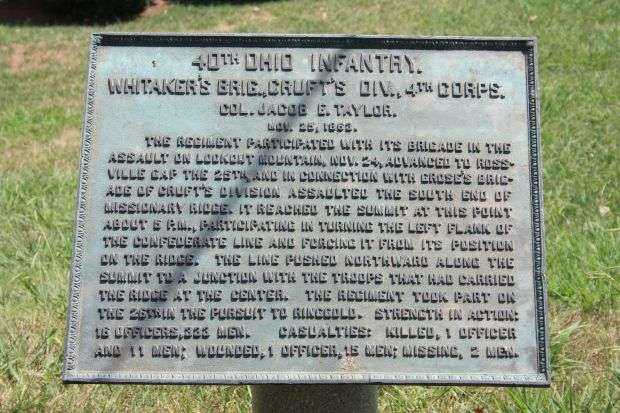 40TH OHIO INFANTRY.
WHITAKER'S BRIG., CRUFT'S DIV., 4TH CORPS.
COL. JACOB E. TAYLOR.
NOV. 25, 1863.
THE REGIMENT PARTICIPATED WITH ITS BRIGADE IN THE
ASSAULT ON LOOKOUT MOUNTAIN, NOV. 24, ADVANCED TO ROSS-
VILLE GAP THE 25TH, AND IN CONNECTION WITH GROSE'S BRIG-
ADE OF CRUFT'S DIVISION ASSAULTED THE SOUTH END OF
MISSIONARY RIDGE. IT REACHED THE SUMMIT AT THIS POINT
ABOUT 5 P.M., PARTICIPATING IN TURNING THE LEFT FLANK OF
THE CONFEDERATE LINE AND FORCING IT FROM ITS POSITION
ON THE RIDGE. THE LINE PUSHED NORTHWARD ALONG THE
SUMMIT TO A JUNCTION WITH THE TROOPS THAT HAD CARRIED
THE RIDGE AT THE CENTER. THE REGIMENT TOOK PART ON
THE 26TH IN THE PURSUIT TO RINGGOLD. STRENGTH IN ACTION:
18 OFFICERS, 333 MEN. CASUALTIES: KILLED, 1 OFFICER
AND 11 MEN; WOUNDED, 1 OFFICER, 15 MEN; MISSING, 2 MEN.